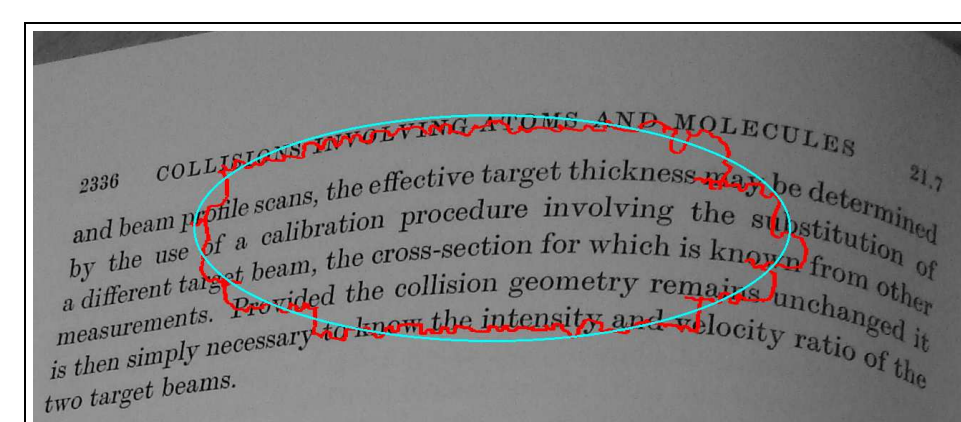 2336 COLLISIONS INVOLVING ATOMS AND MOLECULES 21.7
and beam profile scans, the effective target thickness may be determined
by the use of a calibration procedure involving the substitution of
a different target beam, the cross-section for which is known from other
measurements. Provided the collision geometry remains unchanged it
is then simply necessary to know the intensity and velocity ratio of the
two target beams.